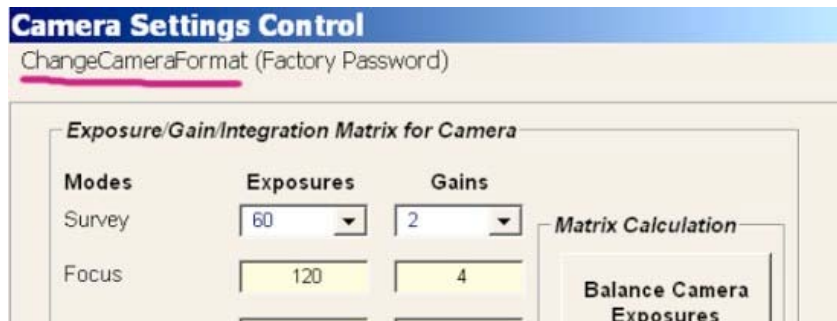 Camera Settings Control
ChangeCameraFormat (Factory Password)
Exposure/Gain/Integration Matrix for Camera
Modes Exposures Gains
Survey 60 2
Matrix Calculation
Focus 120 4
Balance Camera
Exposures